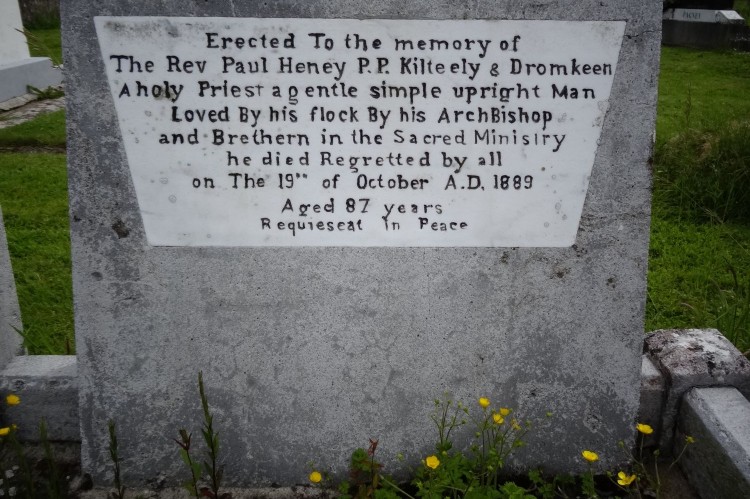 Erected To the memory of
The Rev Paul Heney P.P. Kilteely & Dromkeen
A holy Priest a gentle simple upright Man
Loved By his flock By his ArchBishop
and Brethern in the Sacred Ministry
he died Regretted by all
on The 19th of October A.D. 1889
Aged 87 years
Requieseat in Peace